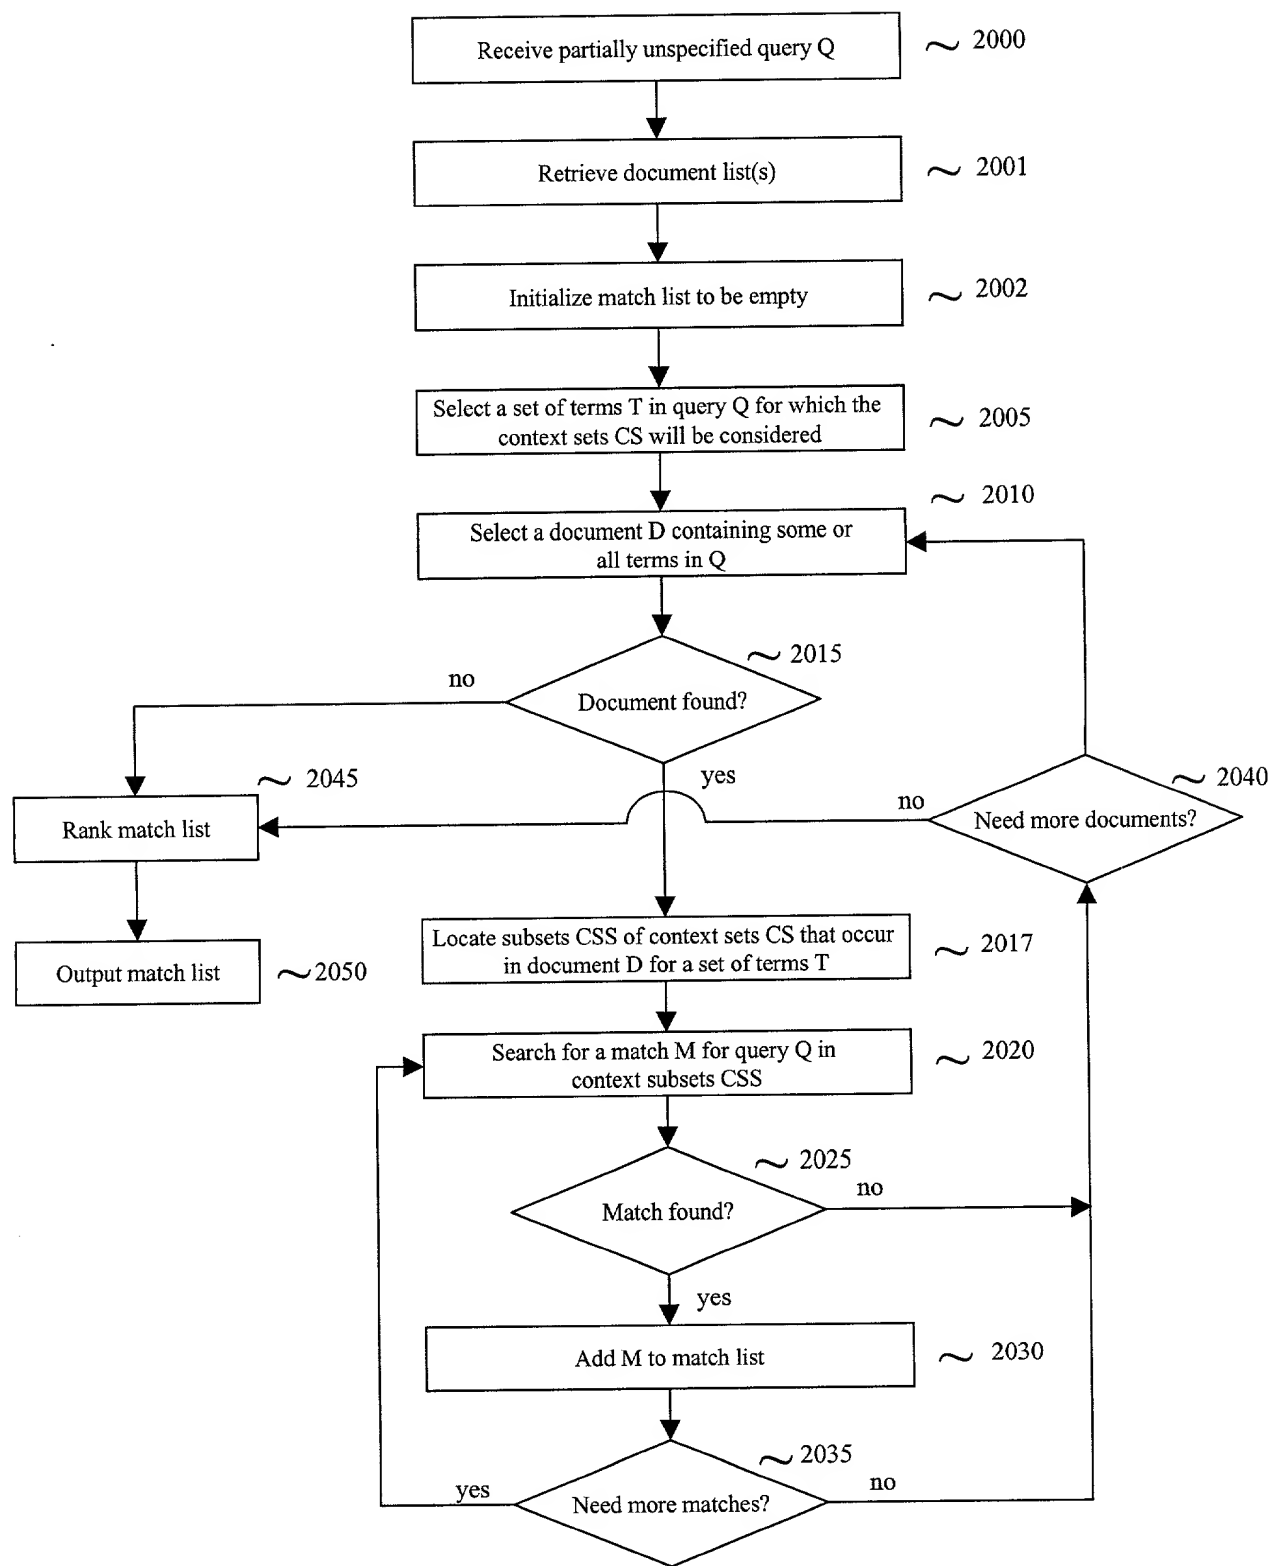 Receive partially unspecified query Q
2000
Retrieve document list(s)
2001
Initialize match list to be empty
2002
Select a set of terms T in query Q for which the
context sets CS will be considered
2005
2010
Select a document D containing some or
all terms in Q
2015
no
Document found?
yes
2045
2040
no
Rank match list
Need more documents?
Locate subsets CSS of context sets CS that occur
in document D for a set of terms T
2017
Output match list
2050
Search for a match M for query Q in
context subsets CSS
2020
2025
no
Match found?
yes
Add M to match list
2030
2035
yes
no
Need more matches?